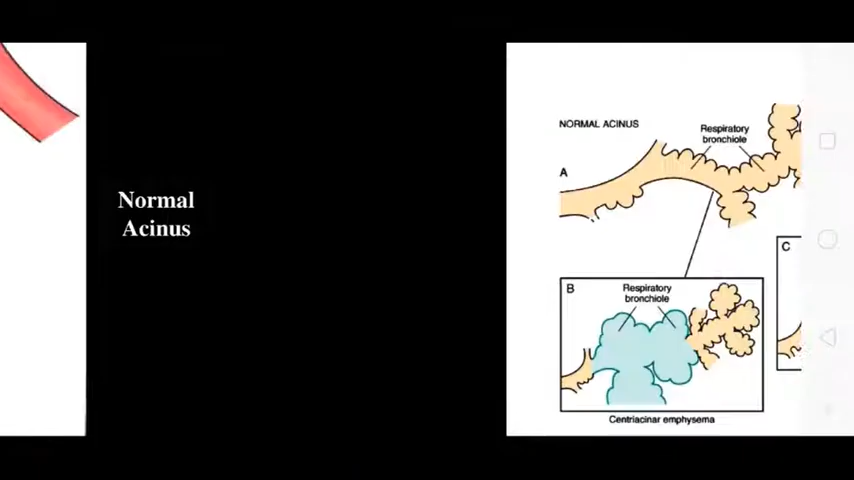 Normal
Acinus
NORMAL ACINUS
Respiratory
bronchiole
A
B
Respiratory
bronchiole
C
Centriacinar emphysema